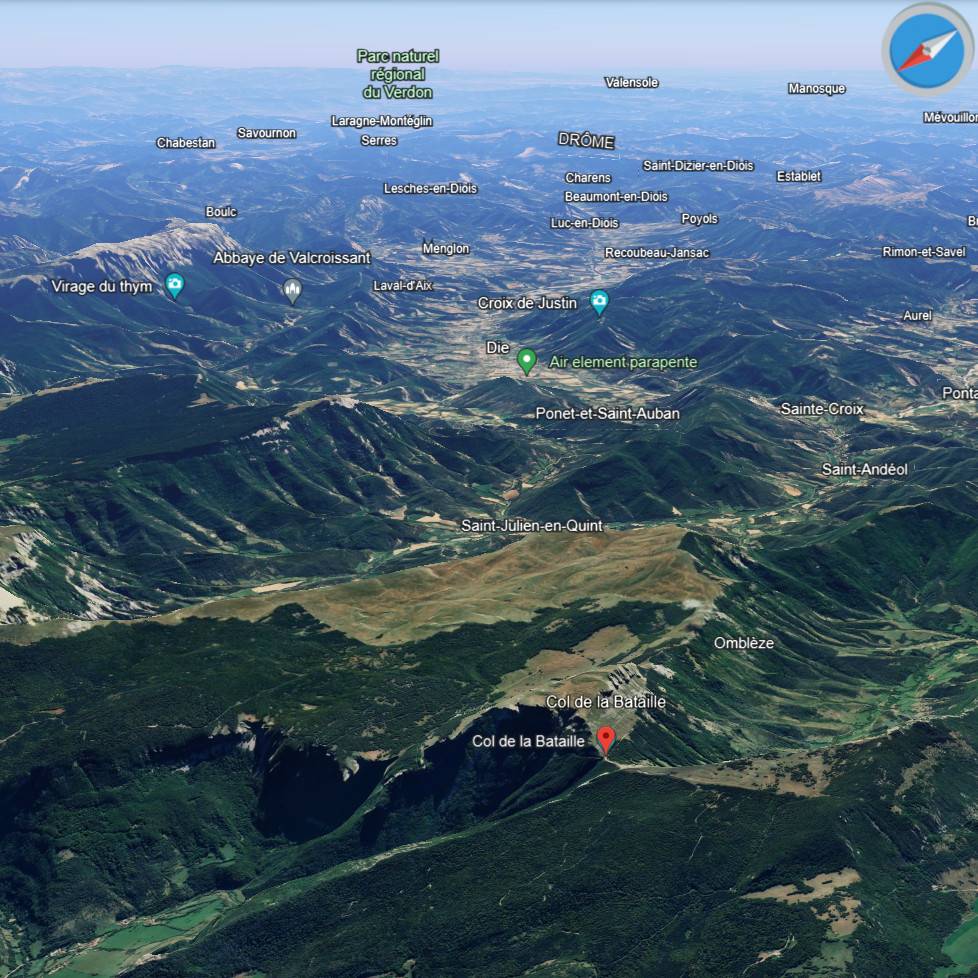 Parc naturel
régional
du Verdon
Valensole
Manosque
Mévouillon
Laragne-Montéglin
Savournon
Chabestan
Serres
DRÔME
Saint-Dizier-en-Diois
Charens
Establet
Lesches-en-Diois
Beaumont-en-Diois
Boulc
Luc-en-Diois
Poyols
Menglon
Recoubeau-Jansac
Rimon-et-Savel
Abbaye de Valcroissant
Virage du thym
Laval-d'Aix
Croix de Justin
Aurel
Die
Air element parapente
Ponet-et-Saint-Auban
Sainte-Croix
Saint-Andéol
Saint-Julien-en-Quint
Omblèze
Col de la Bataille
Col de la Bataille